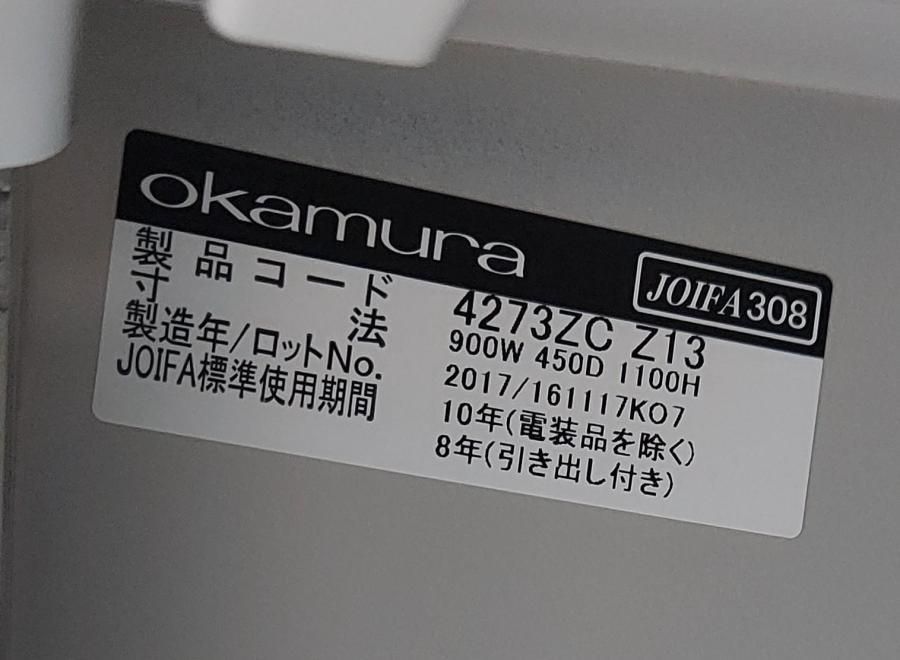 okamura
JOIFA308
製品コード 4273ZC Z13
寸法 900W 450D 1100H
製造年/ロットNo. 2017/161117K07
JOIFA標準使用期間 10年(電装品を除く)
8年(引き出し付き)